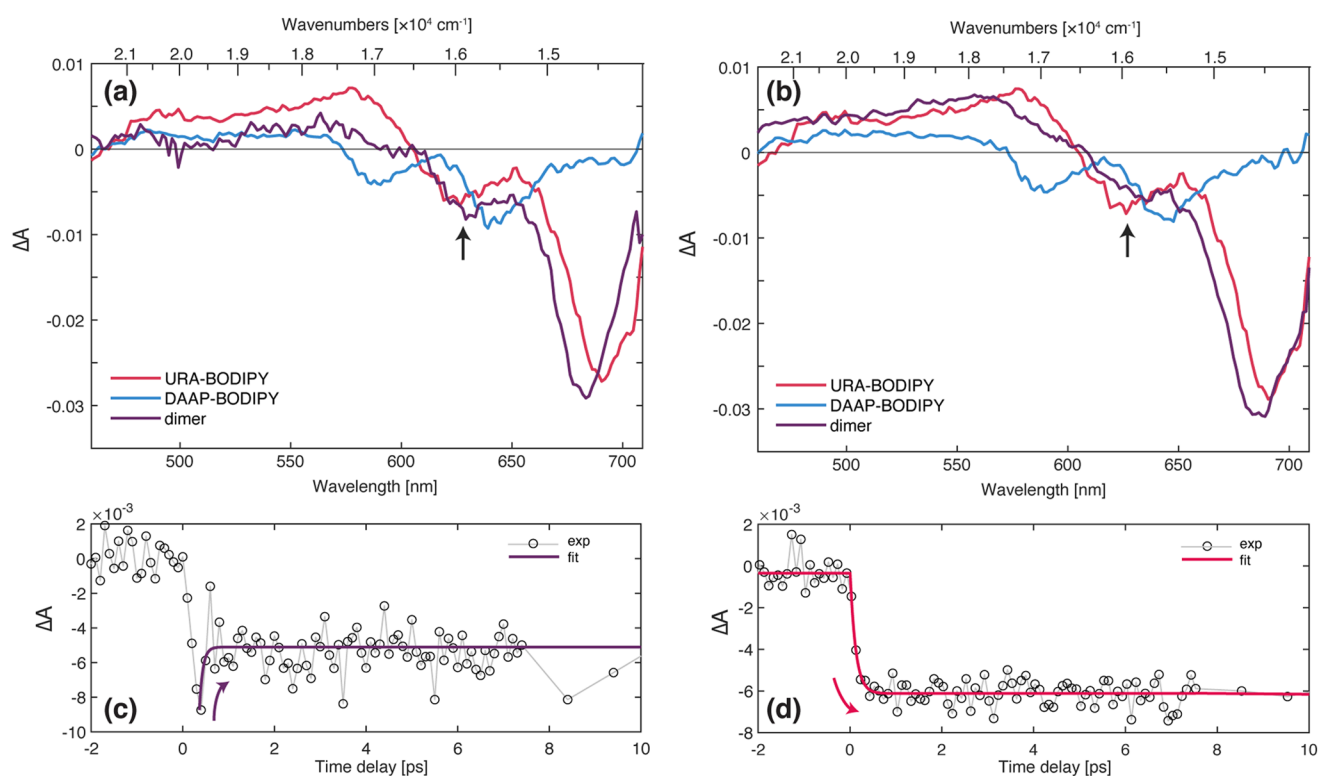 Wavenumbers [×10⁴ cm⁻¹]
2.1 2.0 1.9 1.8 1.7 1.6 1.5
0.01
(a)
0
-0.01
ΔA
-0.02
URA-BODIPY
DAAP-BODIPY
-0.03
dimer
500 550 600 650 700
Wavelength [nm]
Wavenumbers [×10⁴ cm⁻¹]
2.1 2.0 1.9 1.8 1.7 1.6 1.5
0.01
(b)
0
-0.01
ΔA
-0.02
URA-BODIPY
DAAP-BODIPY
-0.03
dimer
500 550 600 650 700
Wavelength [nm]
×10⁻³
2
exp
0
fit
-2
ΔA
-4
-6
-8
(c)
-10
-2 0 2 4 6 8 10
Time delay [ps]
×10⁻³
2
exp
0
fit
-2
ΔA
-4
-6
(d)
-8
-2 0 2 4 6 8 10
Time delay [ps]